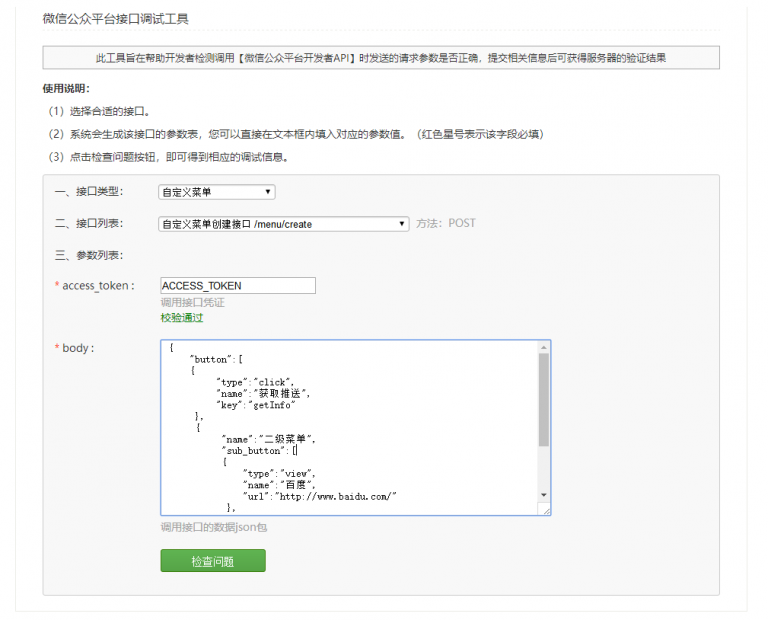 微信公众平台接口调试工具
此工具旨在帮助开发者检测调用【微信公众平台开发者API】时发送的请求参数是否正确，提交相关信息后可获得服务器的验证结果
使用说明：
（1）选择合适的接口。
（2）系统会生成该接口的参数表，您可以直接在文本框内填入对应的参数值。（红色星号表示该字段必填）
（3）点击检查问题按钮，即可得到相应的调试信息。
一、接口类型： 自定义菜单
二、接口列表： 自定义菜单创建接口 /menu/create 方法：POST
三、参数列表：
* access_token： ACCESS_TOKEN
调用接口凭证
校验通过
* body： {
"button":[
{
"type":"click",
"name":"获取推送",
"key":"getInfo"
},
{
"name":"二级菜单",
"sub_button":[
{
"type":"view",
"name":"百度",
"url":"http://www.baidu.com/"
},
调用接口的数据json包
检查问题